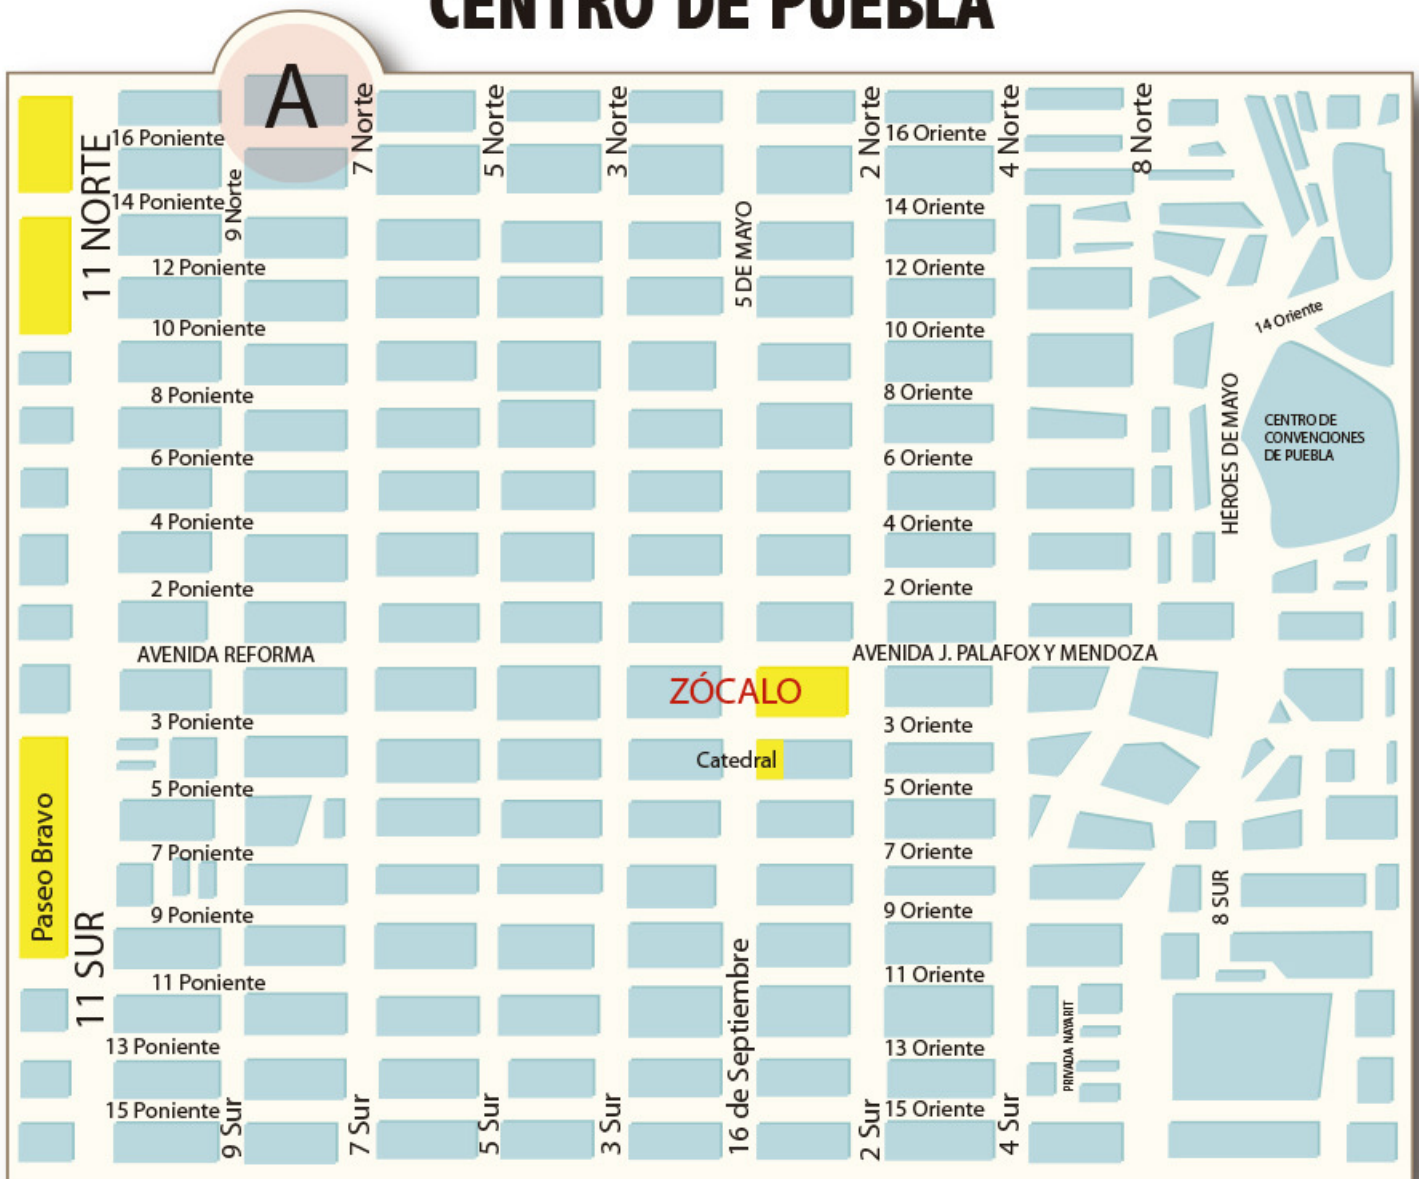 CENTRO DE PUEBLA
A
11 NORTE
9 Norte
7 Norte
5 Norte
3 Norte
5 DE MAYO
2 Norte
4 Norte
8 Norte
16 Poniente
16 Oriente
14 Poniente
14 Oriente
12 Poniente
12 Oriente
14 Oriente
10 Poniente
10 Oriente
8 Poniente
8 Oriente
HÉROES DE MAYO
CENTRO DE
CONVENCIONES
DE PUEBLA
6 Poniente
6 Oriente
4 Poniente
4 Oriente
2 Poniente
2 Oriente
AVENIDA REFORMA
AVENIDA J. PALAFOX Y MENDOZA
ZÓCALO
3 Poniente
3 Oriente
Catedral
5 Poniente
5 Oriente
Paseo Bravo
7 Poniente
7 Oriente
8 SUR
9 Poniente
9 Oriente
11 SUR
11 Poniente
11 Oriente
16 de Septiembre
PRIVADA NAYARIT
13 Poniente
13 Oriente
15 Poniente
15 Oriente
9 Sur
7 Sur
5 Sur
3 Sur
2 Sur
4 Sur